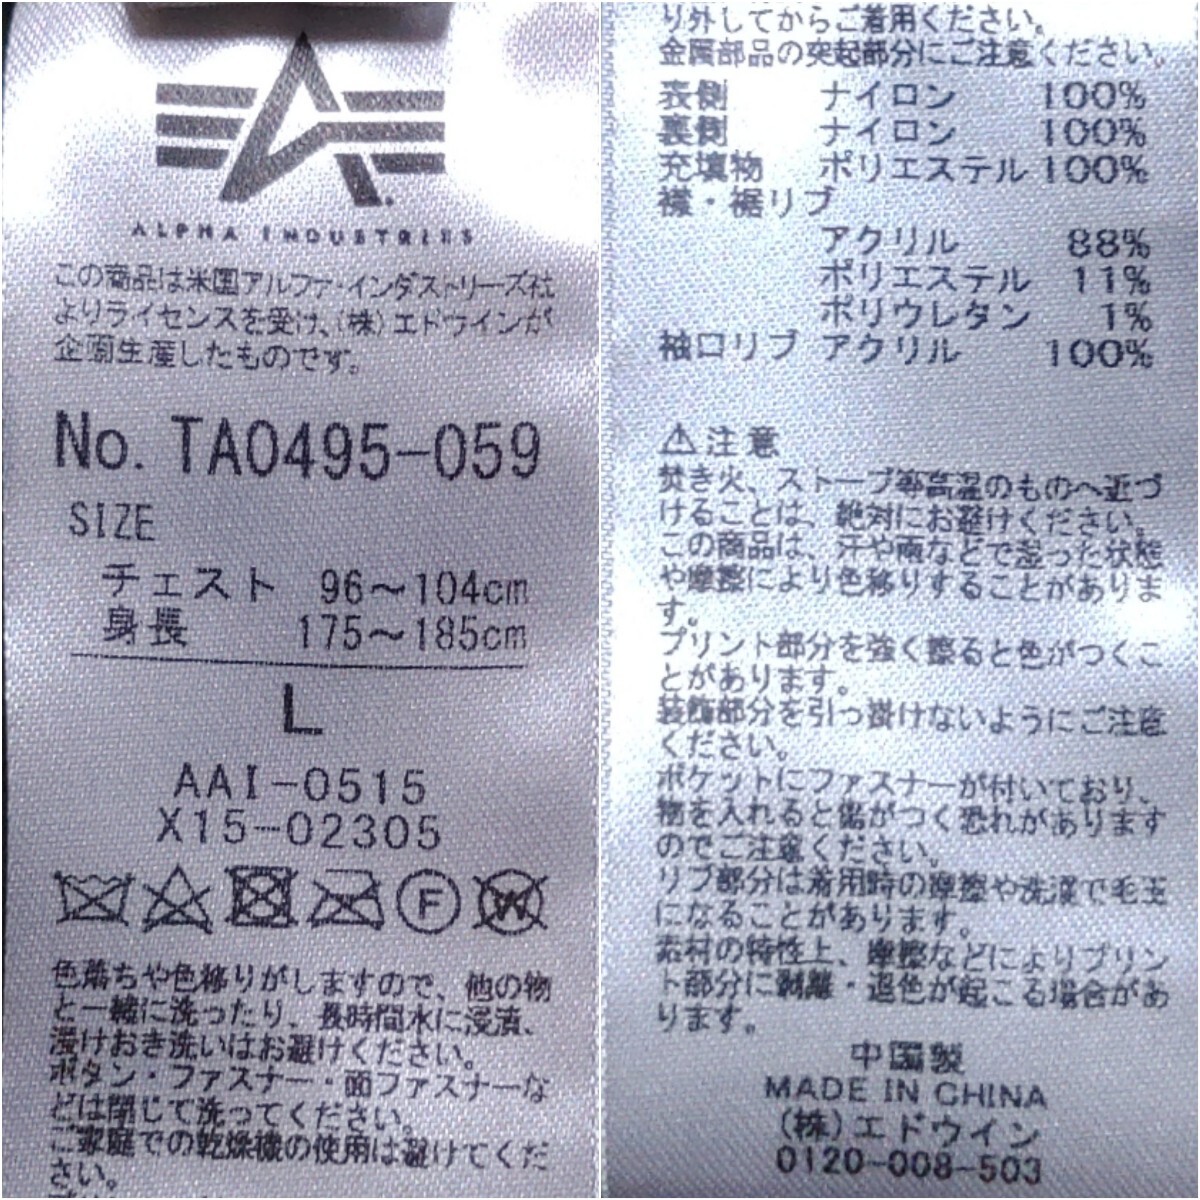 ALPHA INDUSTRIES
この商品は米国アルファ・インダストリーズ社
よりライセンスを受け、(株)エドウインが
企画生産したものです。
No. TA0495-059
SIZE
チェスト 96〜104cm
身長 175〜185cm
L
AAI-0515
X15-02305
F W
色落ちや色移りがしますので、他の物
と一緒に洗ったり、長時間水に浸漬、
浸けおき洗いはお避けください。
ボタン・ファスナー・面ファスナーな
どは閉じて洗ってください。
ご家庭での乾燥機の使用は避けてくだ
さい。
り外してからご着用ください。
金属部品の突起部分にご注意ください。
表側 ナイロン 100%
裏側 ナイロン 100%
充填物 ポリエステル 100%
襟・裾リブ
アクリル 88%
ポリエステル 11%
ポリウレタン 1%
袖口リブ アクリル 100%
⚠注意
焚き火、ストーブ等高温のものへ近づ
けることは、絶対にお避けください。
この商品は、汗や雨などで湿った状態
や摩擦により色移りすることがありま
す。
プリント部分を強く擦ると色がつくこ
とがあります。
装飾部分を引っ掛けないようにご注意
ください。
ポケットにファスナーが付いており、
物を入れると傷がつく恐れがあります
のでご注意ください。
リブ部分は着用時の摩擦や洗濯で毛玉
になることがあります。
素材の特性上、摩擦などによりプリン
ト部分に剥離・退色が起こる場合があ
ります。
中国製
MADE IN CHINA
(株)エドウイン
0120-008-503